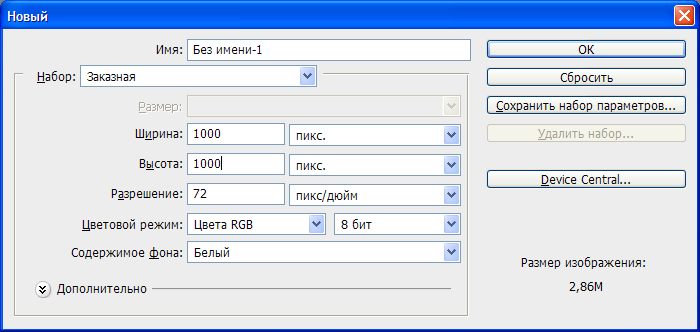 Новый
Имя: Без имени-1
OK
Набор: Заказная
Сбросить
Размер:
Сохранить набор параметров...
Ширина: 1000 пикс.
Удалить набор...
Высота: 1000 пикс.
Device Central...
Разрешение: 72 пикс/дюйм
Цветовой режим: Цвета RGB 8 бит
Содержимое фона: Белый
Размер изображения:
Дополнительно
2,86M